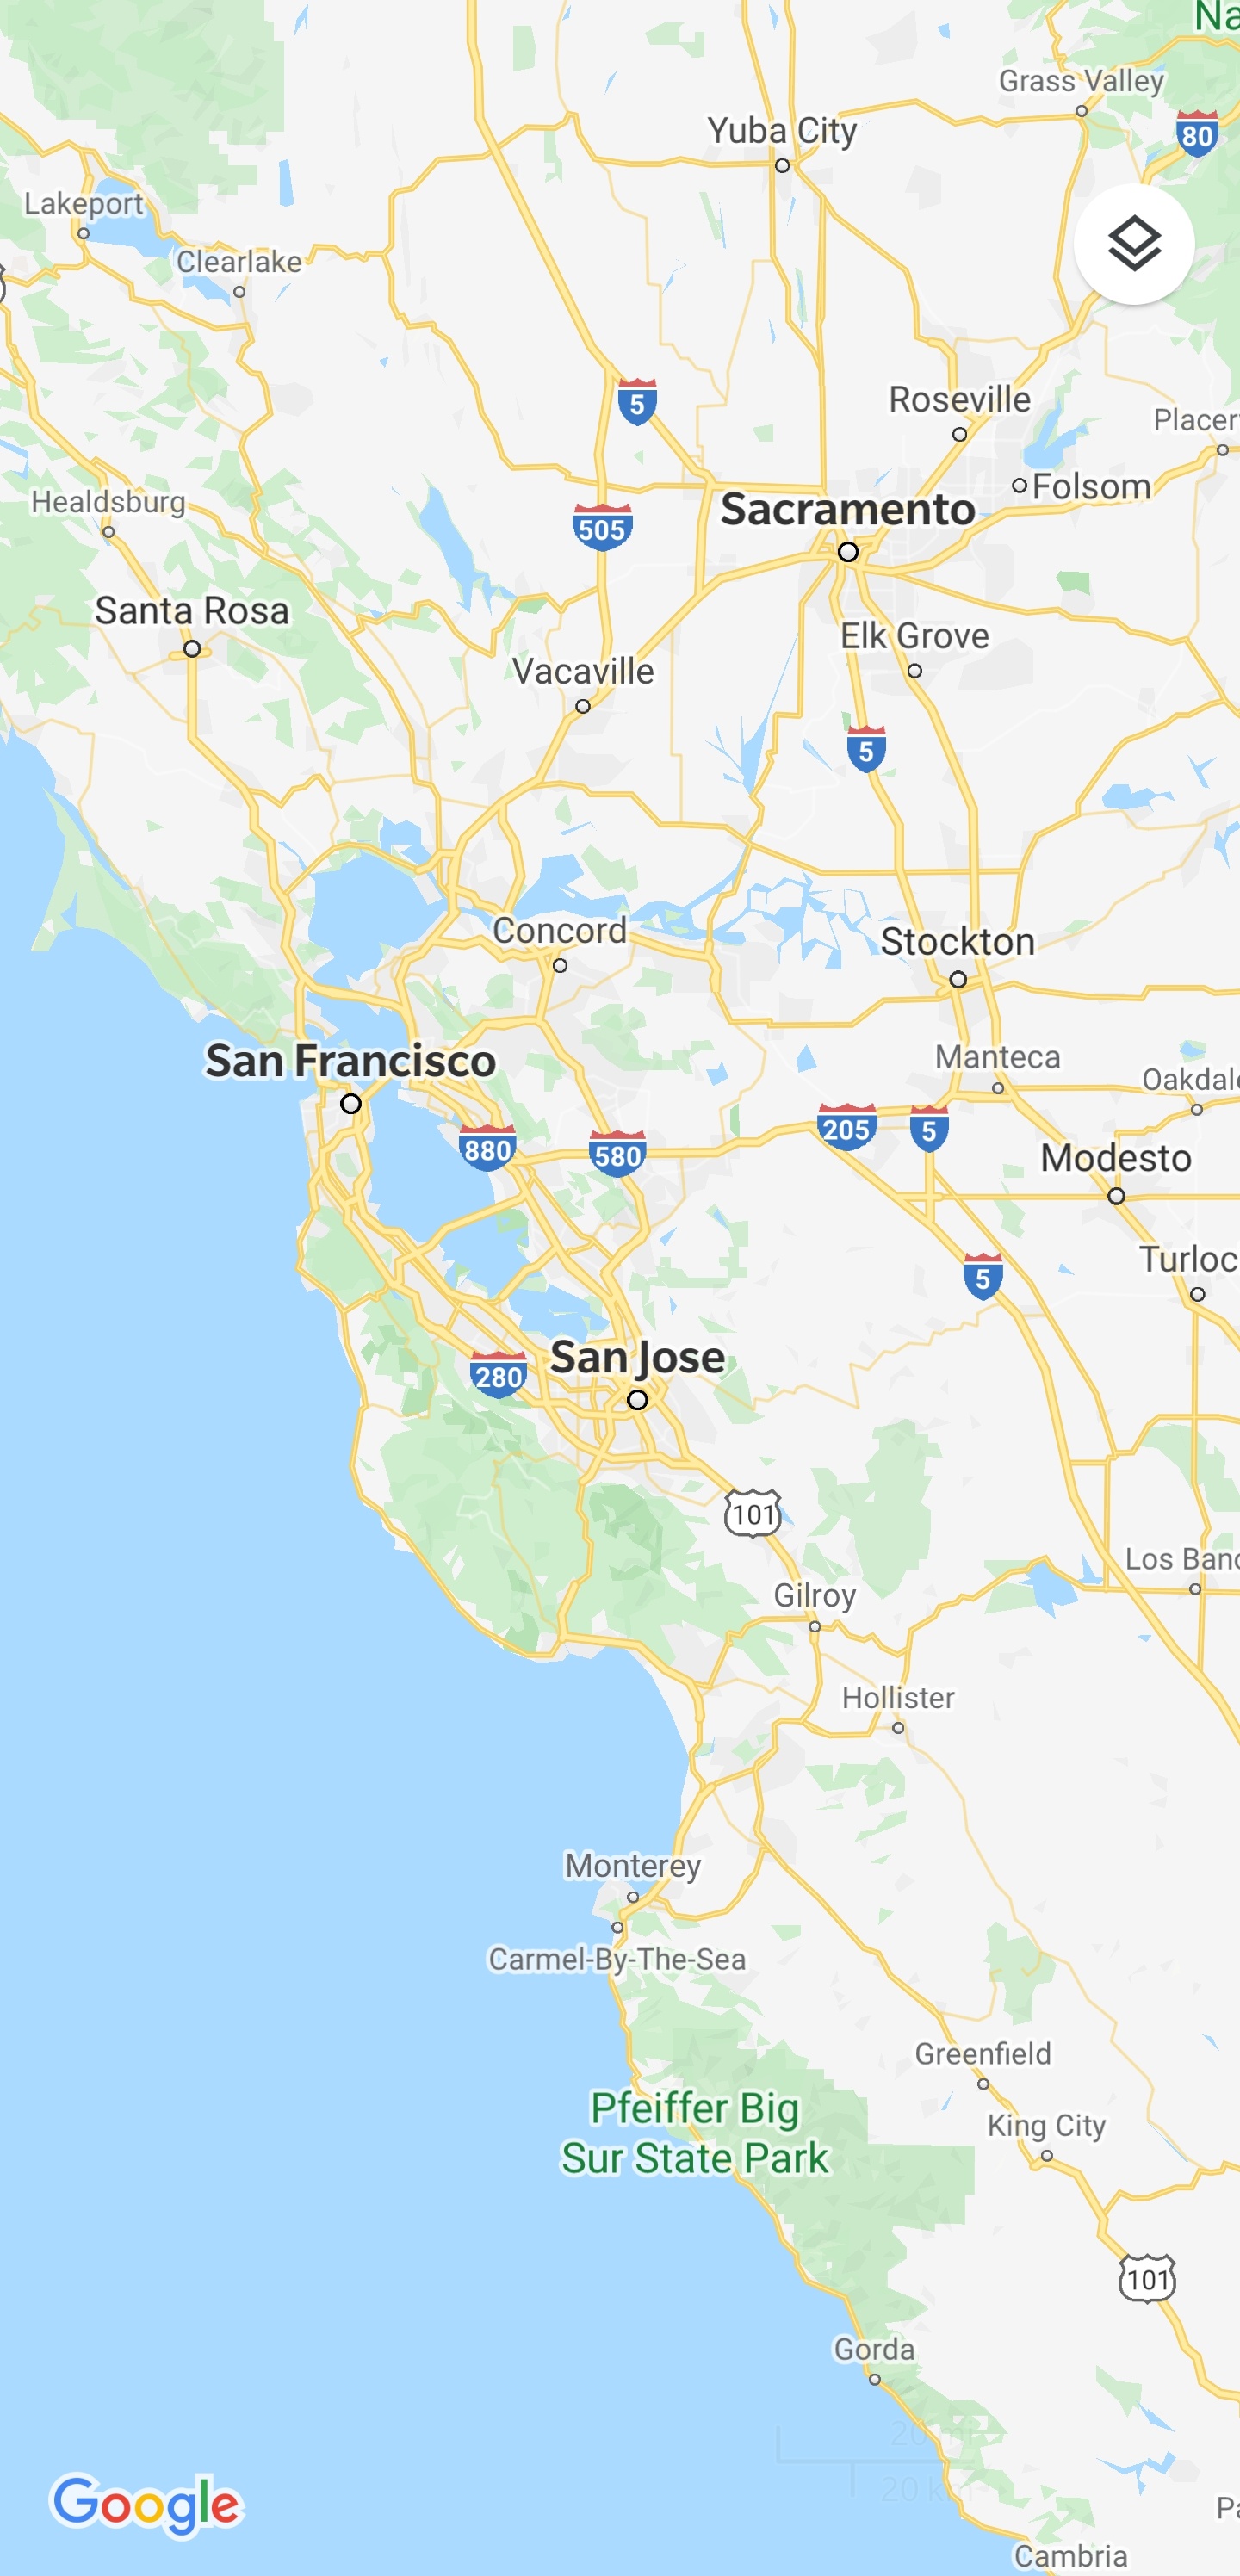 Na
Grass Valley
Yuba City
80
Lakeport
Clearlake
5
Roseville
Placer
Folsom
Healdsburg
Sacramento
505
Santa Rosa
Elk Grove
Vacaville
5
Concord
Stockton
San Francisco
Manteca
Oakdale
205
5
880
580
Modesto
Turloc
5
San Jose
280
101
Los Banc
Gilroy
Hollister
Monterey
Carmel-By-The-Sea
Greenfield
Pfeiffer Big
Sur State Park
King City
101
Gorda
20 mi
20 km
Google
Pa
Cambria